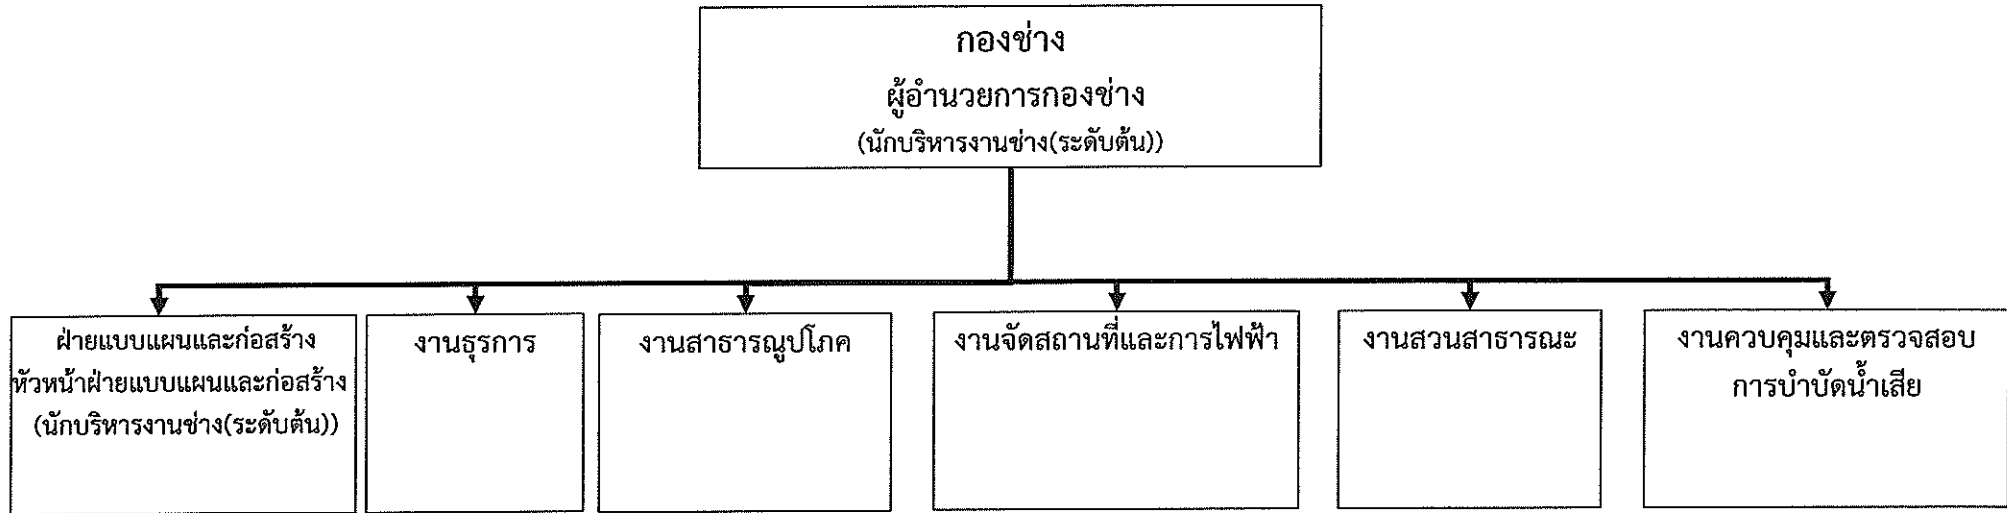 กองช่าง
ผู้อำนวยการกองช่าง
(นักบริหารงานช่าง(ระดับต้น))
ฝ่ายแบบแผนและก่อสร้าง
หัวหน้าฝ่ายแบบแผนและก่อสร้าง
(นักบริหารงานช่าง(ระดับต้น))
งานธุรการ
งานสาธารณูปโภค
งานจัดสถานที่และการไฟฟ้า
งานสวนสาธารณะ
งานควบคุมและตรวจสอบ
การบำบัดน้ำเสีย